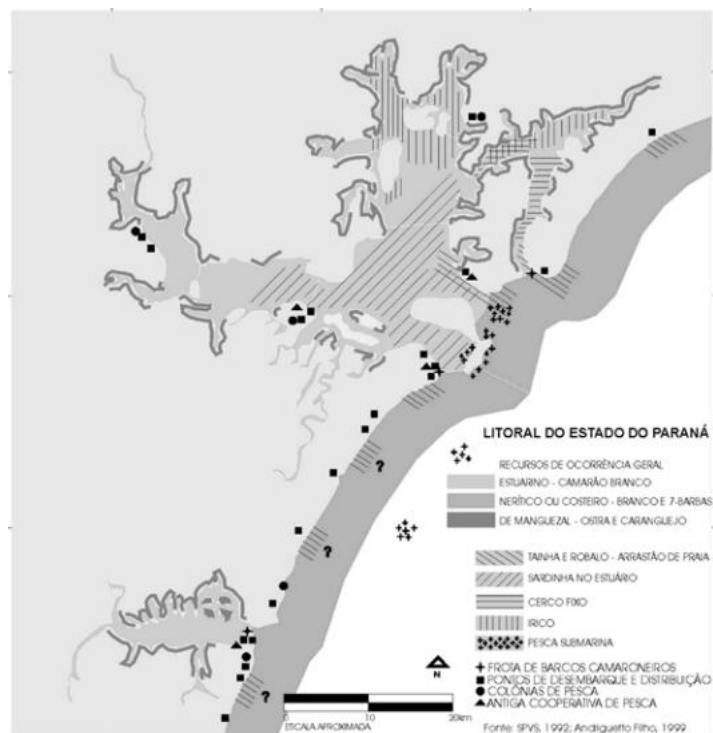 ?
?
?
LITORAL DO ESTADO DO PARANÁ
RECURSOS DE OCORRÊNCIA GERAL
ESTUARINO - CAMARÃO BRANCO
NERÍTICO OU COSTEIRO - BRANCO E 7-BARBAS
DE MANGUEZAL - OSTRA E CARANGUEJO
TAINHA E ROBALO - ARRASTÃO DE PRAIA
SARDINHA NO ESTUÁRIO
CERCO FIXO
IRICO
PESCA SUBMARINA
FROTA DE BARCOS CAMARONEIROS
PONTOS DE DESEMBARQUE E DISTRIBUIÇÃO
COLÔNIAS DE PESCA
ANTIGA COOPERATIVA DE PESCA
N
0 10 20km
ESCALA APROXIMADA
Fonte: SPVS, 1992; Andriguetto Filho, 1999